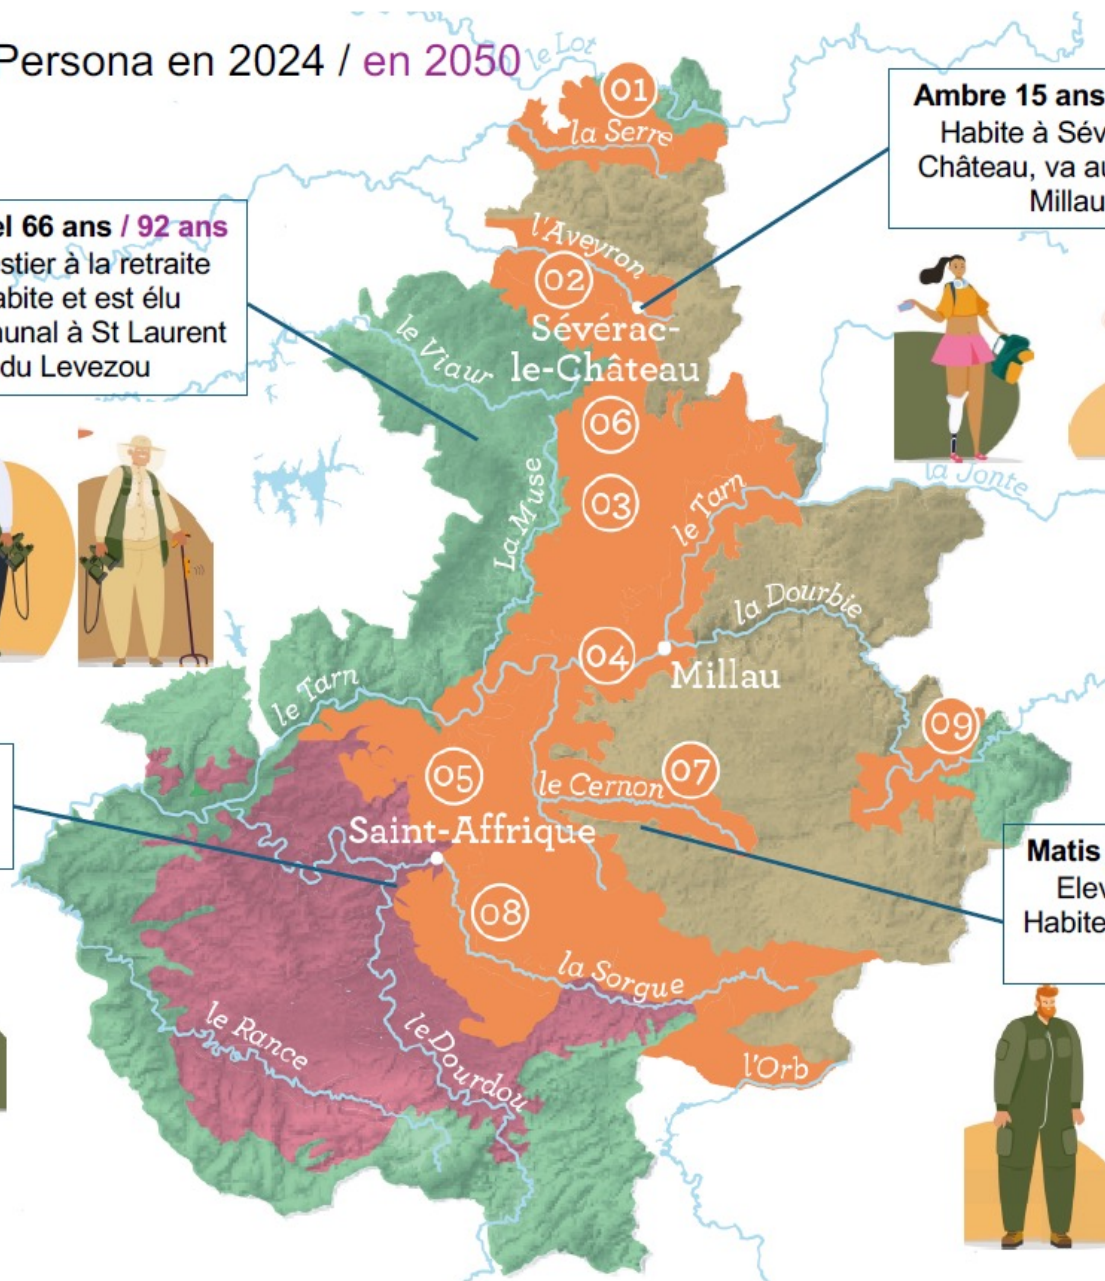 Persona en 2024 / en 2050
le Lot
01
la Serre
Ambre 15 ans
Habite à Sév
Château, va au
Millau
el 66 ans / 92 ans
estier à la retraite
abite et est élu
unal à St Laurent
du Levezou
l'Aveyron
02
Sévérac-
le-Château
le Viaur
06
03
La Muse
le Tarn
la Jonte
la Dourbie
04
Millau
le Tarn
09
05
07
le Cernon
Saint-Affrique
08
Matis
Elev
Habite
la Sorgue
le Rance
le Dourdou
l'Orb